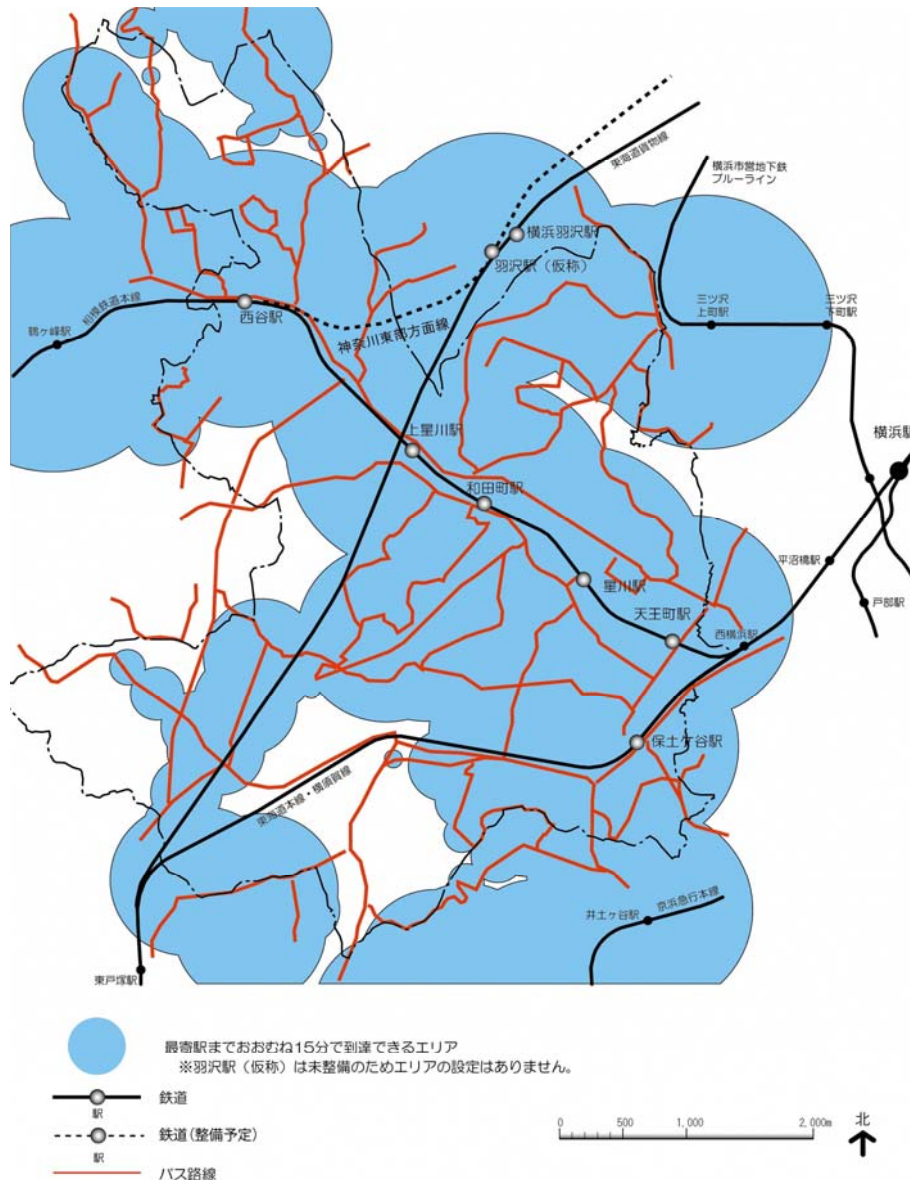 東海道貨物線
横浜市営地下鉄
ブルーライン
横浜羽沢駅
羽沢駅（仮称）
三ツ沢
上町駅
三ツ沢
下町駅
相模鉄道本線
鶴ヶ峰駅
西谷駅
神奈川東部方面線
上星川駅
横浜駅
和田町駅
平沼橋駅
星川駅
戸部駅
天王町駅
西横浜駅
保土ケ谷駅
東海道本線・横須賀線
京浜急行本線
井土ヶ谷駅
東戸塚駅
最寄駅までおおむね15分で到達できるエリア
※羽沢駅（仮称）は未整備のためエリアの設定はありません。
鉄道
駅
鉄道(整備予定)
駅
バス路線
0 500 1,000 2,000m
北